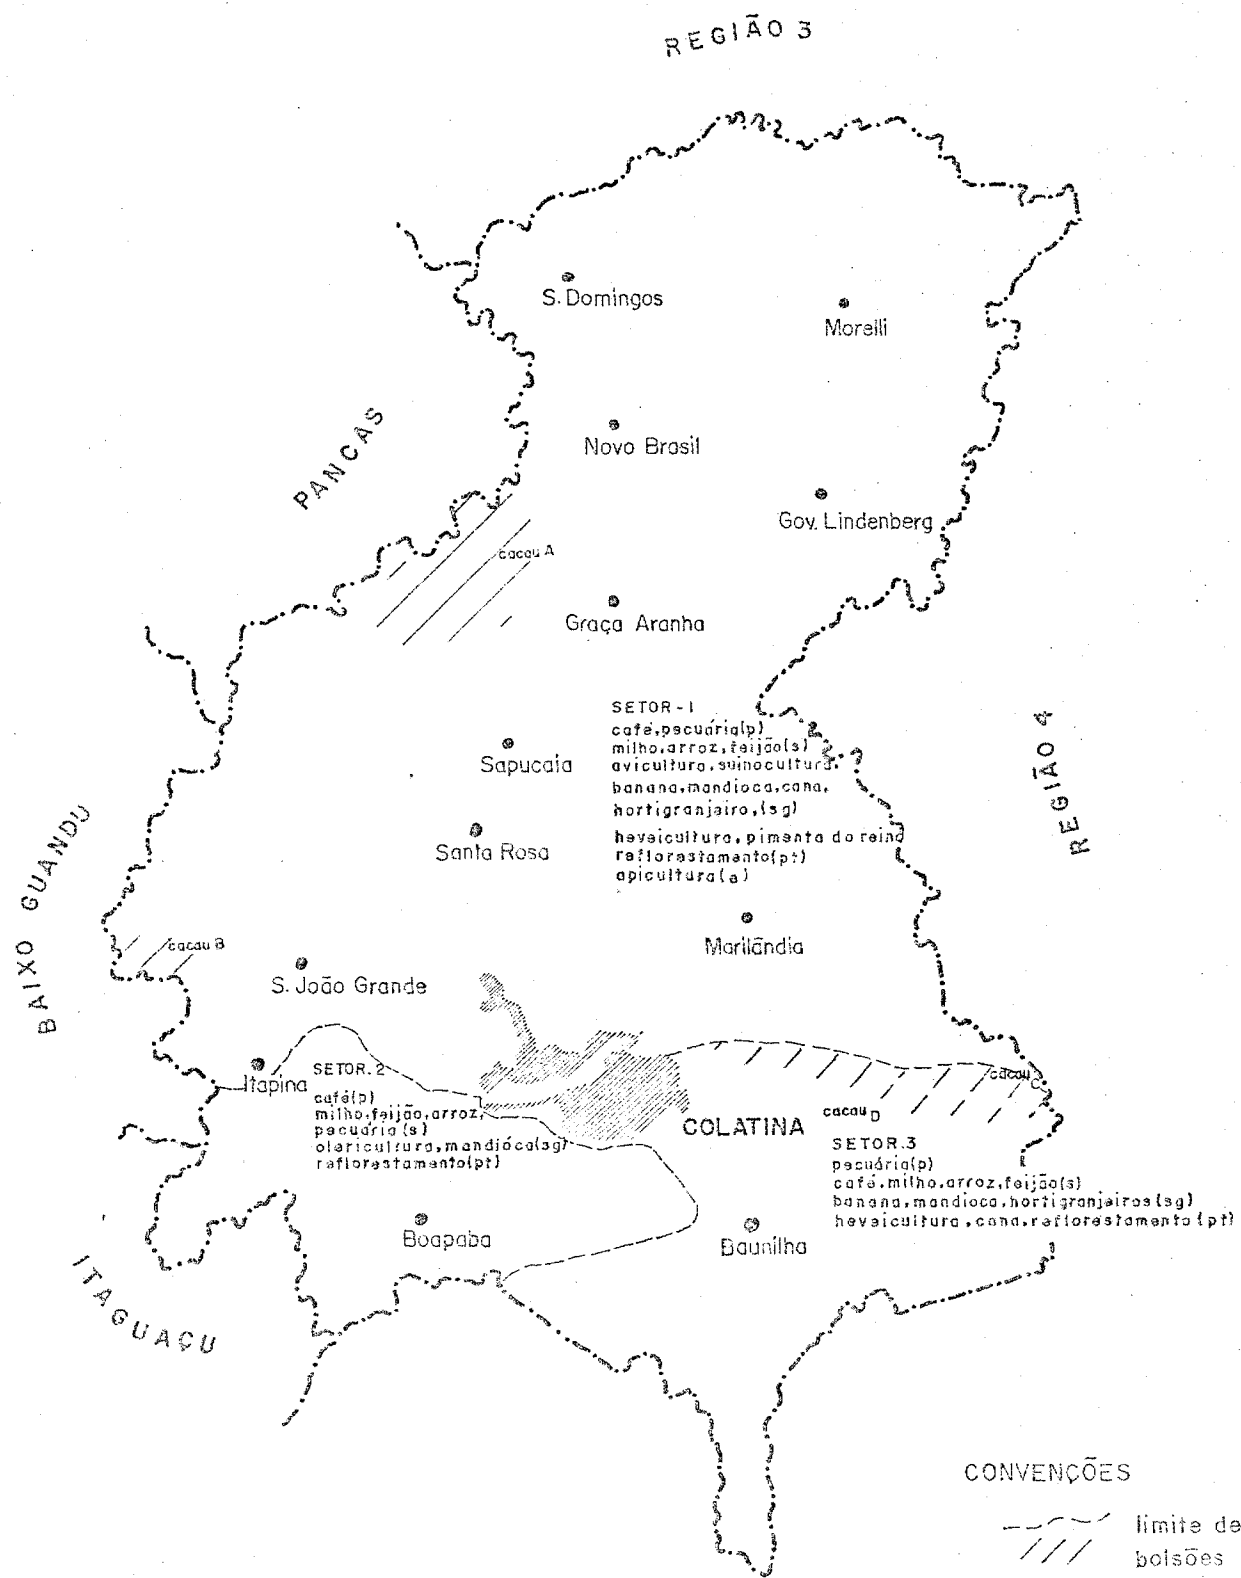 REGIÃO 3
S. Domingos
Morelli
PANCAS
Novo Brasil
Gov. Lindenberg
cacau A
Graça Aranha
SETOR-1
café,pecuária(p)
milho,arroz,feijão(s)
avicultura,suinocultura,
banana,mandioca,cana,
hortigranjeiro,(sg)
heveicultura,pimenta do reino
reflorestamento(pt)
apicultura(a)
REGIÃO 4
Sapucaia
Santa Rosa
BAIXO GUANDU
Marilândia
cacau B
S. João Grande
Itapina
SETOR.2
café(p)
milho,feijão,arroz,
pecuária(s)
olericultura,mandióca(sg)
reflorestamento(pt)
cacau C
cacau D
COLATINA
SETOR.3
pecuária(p)
café,milho,arroz,feijão(s)
banana,mandioca,hortigranjeiros(sg)
heveicultura,cana,reflorestamento(pt)
Boapaba
Baunilha
ITAGUAÇU
CONVENÇÕES
limite de
bolsões